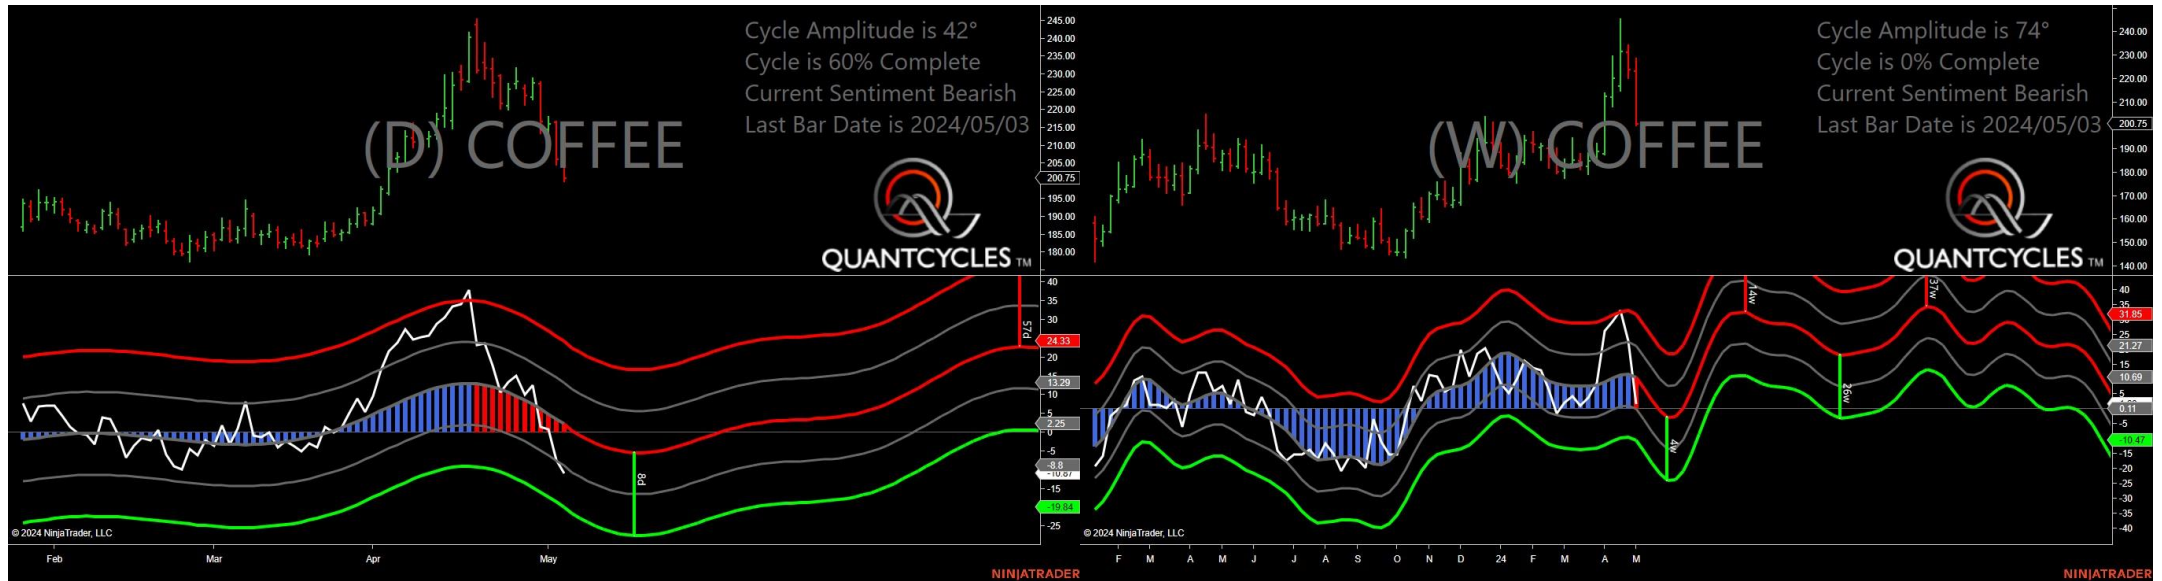 Cycle Amplitude is 42°
Cycle is 60% Complete
Current Sentiment Bearish
Last Bar Date is 2024/05/03
(D) COFFEE
QUANTCYCLES TM
245.00
240.00
235.00
230.00
225.00
220.00
215.00
210.00
205.00
200.75
195.00
190.00
185.00
180.00
40
35
30
24.33
20
13.29
10
5
2.25
0
-5
-8.8
-10.87
-15
-19.84
-25
57d
8d
© 2024 NinjaTrader, LLC
Feb Mar Apr May
NINJATRADER
Cycle Amplitude is 74°
Cycle is 0% Complete
Current Sentiment Bearish
Last Bar Date is 2024/05/03
(W) COFFEE
QUANTCYCLES TM
240.00
230.00
220.00
210.00
200.75
190.00
180.00
170.00
160.00
150.00
140.00
40
35
31.85
25
21.27
15
10.69
5
0.11
-5
-10.47
-15
-20
-25
-30
-35
-40
14w
37w
26w
4w
© 2024 NinjaTrader, LLC
F M A M J J A S O N D 24 F M A M
NINJATRADER